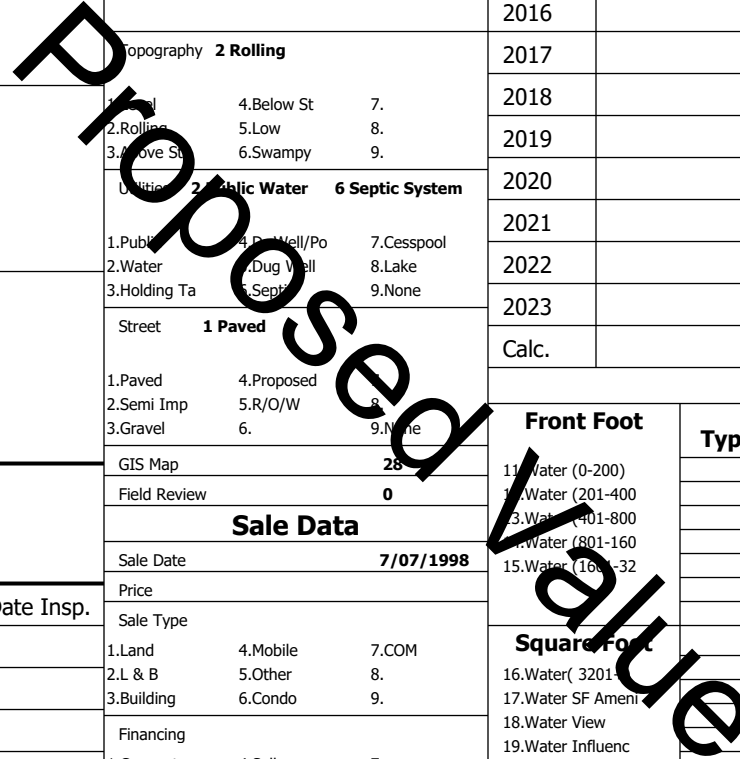 Topography 2 Rolling
1.Level 4.Below St 7.
2.Rolling 5.Low 8.
3.Above St 6.Swampy 9.
Utilities 2 Public Water 6 Septic System
1.Public 4.Dr Well/Po 7.Cesspool
2.Water 5.Dug Well 8.Lake
3.Holding Ta 6.Septic 9.None
Street 1 Paved
1.Paved 4.Proposed 7.
2.Semi Imp 5.R/O/W 8.
3.Gravel 6. 9.None
GIS Map 28
Field Review 0
Sale Data
Sale Date 7/07/1998
Price
Sale Type
1.Land 4.Mobile 7.COM
2.L & B 5.Other 8.
3.Building 6.Condo 9.
Financing
Date Insp.
2016
2017
2018
2019
2020
2021
2022
2023
Calc.
Front Foot
Typ
11.Water (0-200)
12.Water (201-400
13.Water (401-800
14.Water (801-160
15.Water (1601-32
Square Foot
16.Water( 3201-
17.Water SF Ameni
18.Water View
19.Water Influenc
Proposed Value